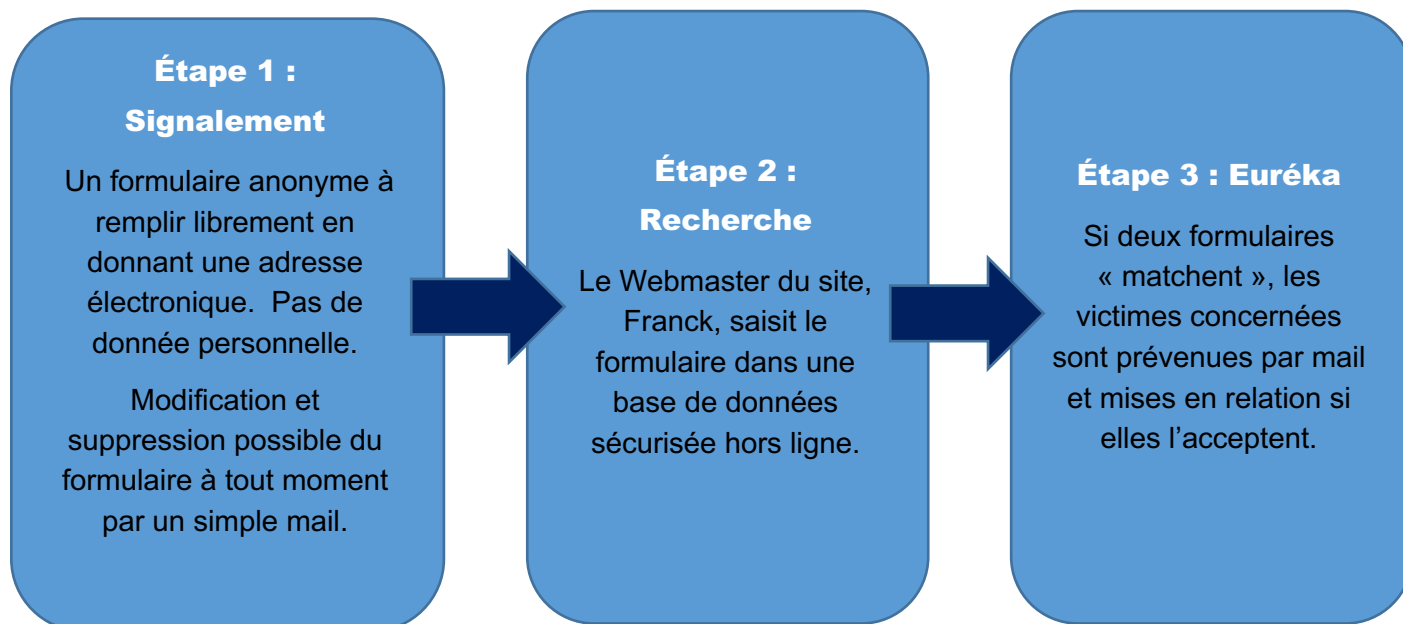 Étape 1 :
Signalement
Un formulaire anonyme à
remplir librement en
donnant une adresse
électronique.  Pas de
donnée personnelle.
Modification et
suppression possible du
formulaire à tout moment
par un simple mail.
Étape 2 :
Recherche
Le Webmaster du site,
Franck, saisit le
formulaire dans une
base de données
sécurisée hors ligne.
Étape 3 : Euréka
Si deux formulaires
« matchent », les
victimes concernées
sont prévenues par mail
et mises en relation si
elles l’acceptent.